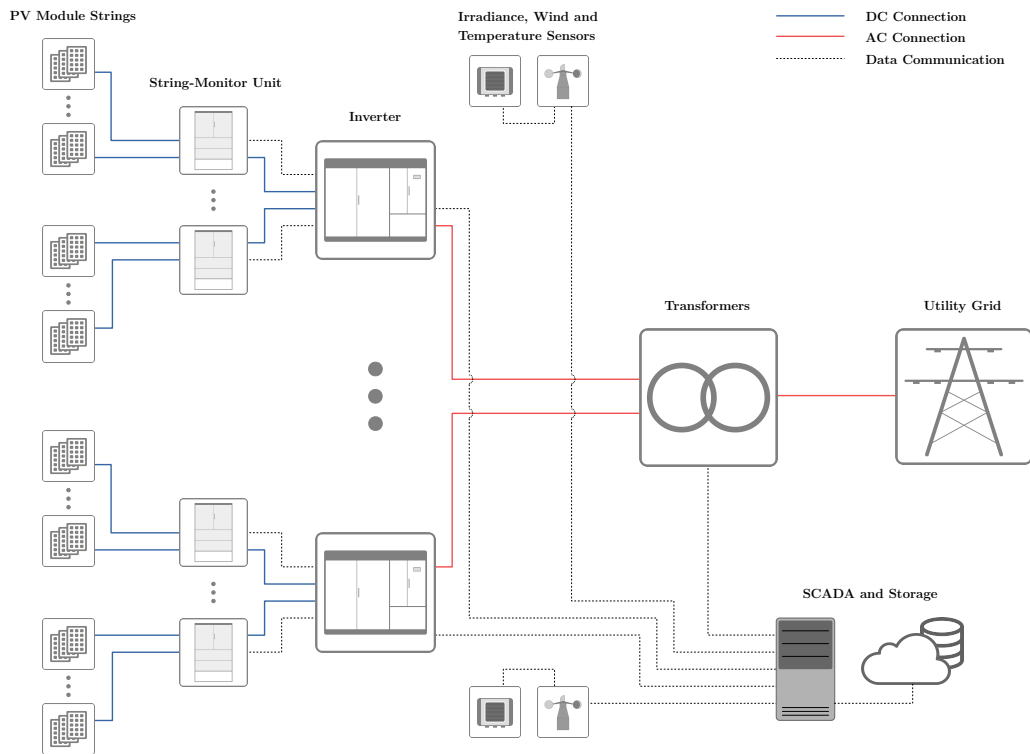 PV Module Strings
Irradiance, Wind and
Temperature Sensors
DC Connection
AC Connection
Data Communication
String-Monitor Unit
Inverter
Transformers
Utility Grid
SCADA and Storage